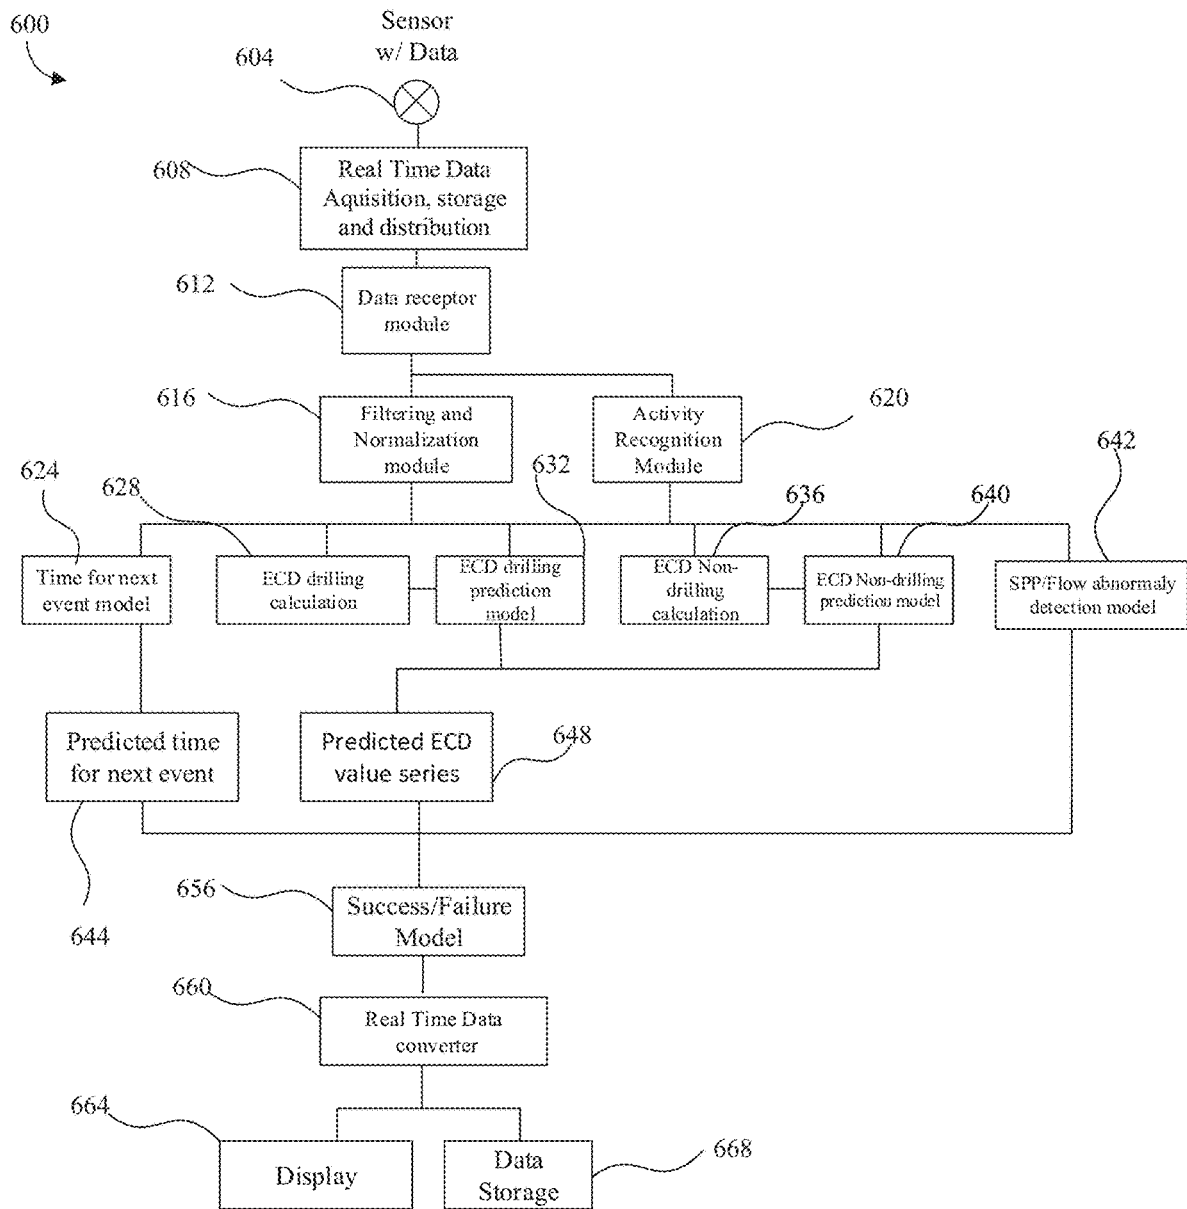 600
Sensor
w/ Data
604
608
Real Time Data
Aquisition, storage
and distribution
612
Data receptor
module
616
Filtering and
Normalization
module
Activity
Recognition
Module
620
642
624
628
632
636
640
Time for next
event model
ECD drilling
calculation
ECD drilling
prediction
model
ECD Non-
drilling
calculation
ECD Non-drilling
prediction model
SPP/Flow abnormaly
detection model
Predicted time
for next event
Predicted ECD
value series
648
644
656
Success/Failure
Model
660
Real Time Data
converter
664
Display
Data
Storage
668